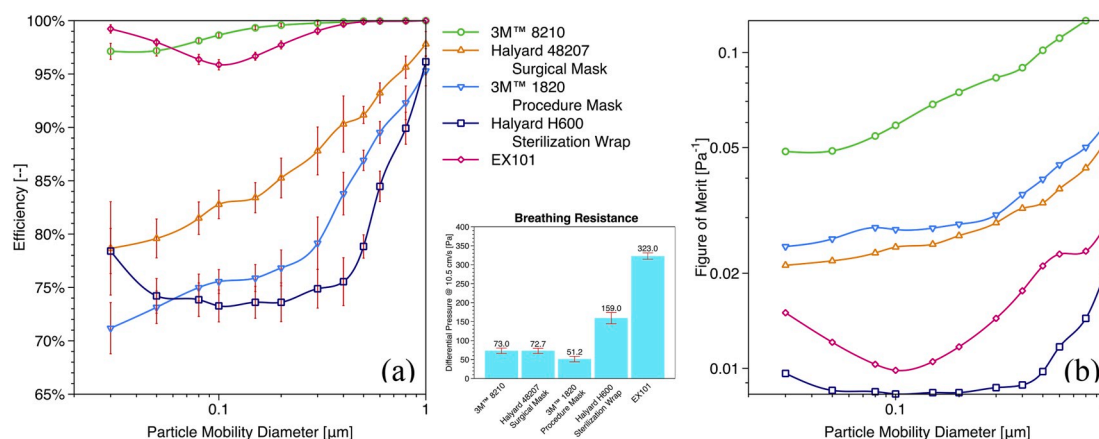 100%
95%
90%
85%
80%
75%
70%
65%
Efficiency [--]
0.1
1
Particle Mobility Diameter [µm]
(a)
3M™ 8210
Halyard 48207
Surgical Mask
3M™ 1820
Procedure Mask
Halyard H600
Sterilization Wrap
EX101
Breathing Resistance
Differential Pressure @ 10.5 cm/s [Pa]
400
350
300
250
200
150
100
50
0
73.0
72.7
51.2
159.0
323.0
3M™ 8210
Halyard 48207
Surgical Mask
3M™ 1820
Procedure Mask
Halyard H600
Sterilization Wrap
EX101
Figure of Merit [Pa-1]
0.1
0.05
0.02
0.01
0.1
Particle Mobility Diameter [µm]
(b)